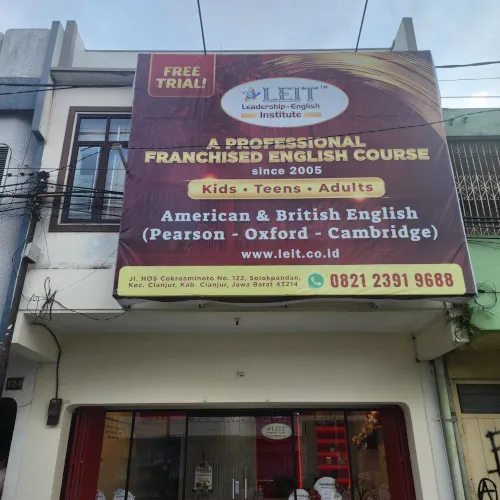 FREE
TRIAL!
LEIT™
Leadership-English
Institute
A PROFESSIONAL
FRANCHISED ENGLISH COURSE
since 2005
Kids • Teens • Adults
American & British English
(Pearson - Oxford - Cambridge)
www.leit.co.id
Jl. HOS Cokroaminoto No. 122, Solokpandan,
Kec. Cianjur, Kab. Cianjur, Jawa Barat 43214
0821 2391 9688
LEIT